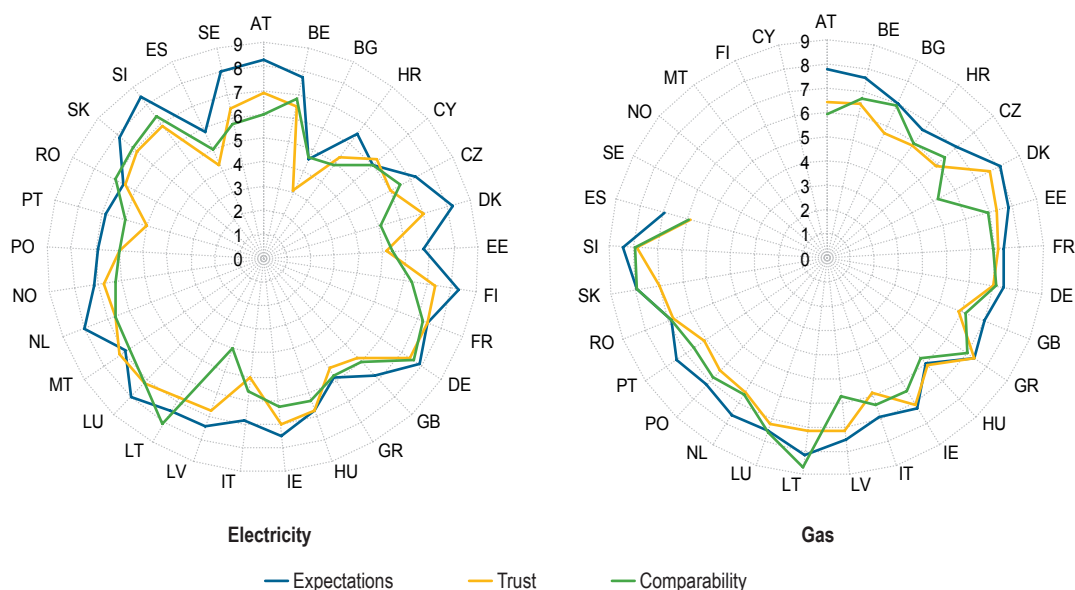 AT
BE
BG
HR
CY
CZ
DK
EE
FI
FR
DE
GB
GR
HU
IE
IT
LV
LT
LU
MT
NL
NO
PO
PT
RO
SK
SI
ES
SE
9
8
7
6
5
4
3
2
1
0
Electricity
AT
BE
BG
HR
CZ
DK
EE
FR
DE
GB
GR
HU
IE
IT
LV
LT
LU
NL
PO
PT
RO
SK
SI
ES
SE
NO
MT
FI
CY
9
8
7
6
5
4
3
2
1
0
Gas
Expectations Trust Comparability